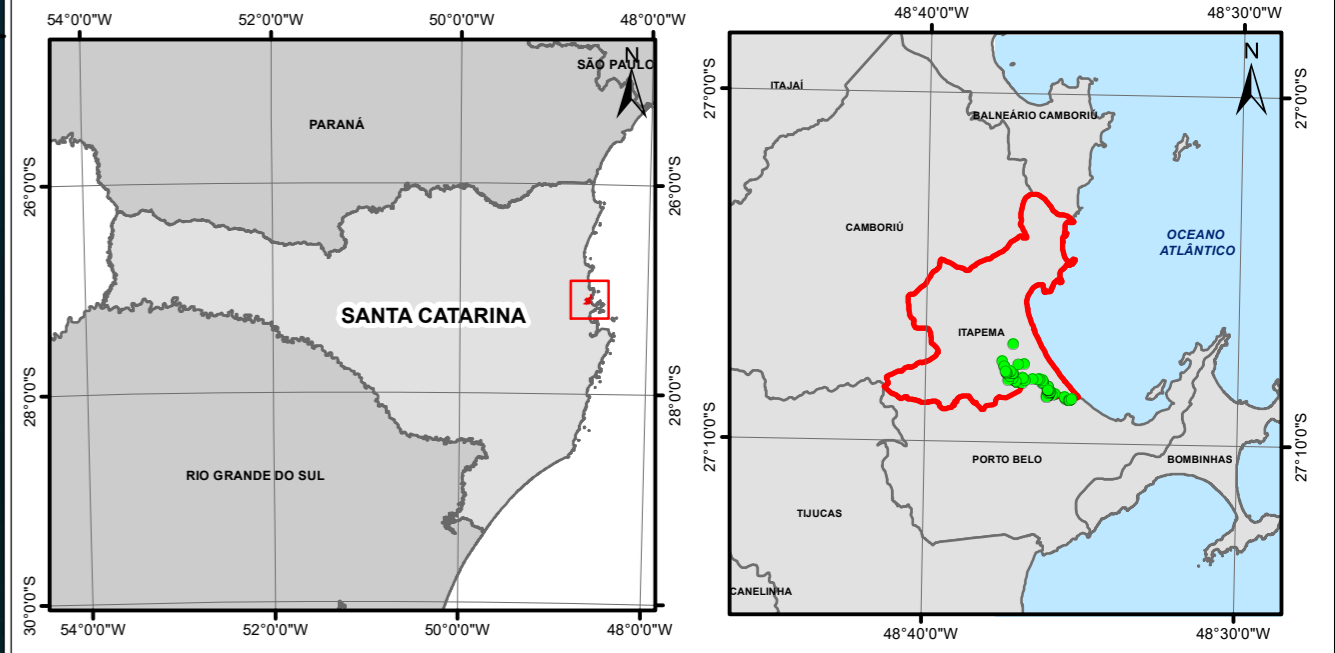 54°0'0"W 52°0'0"W 50°0'0"W 48°0'0"W
N
SÃO PAULO
PARANÁ
26°0'0"S
26°0'0"S
SANTA CATARINA
28°0'0"S
28°0'0"S
RIO GRANDE DO SUL
30°0'0"S
30°0'0"S
54°0'0"W 52°0'0"W 50°0'0"W 48°0'0"W
48°40'0"W 48°30'0"W
N
ITAJAÍ
27°0'0"S
27°0'0"S
BALNEÁRIO CAMBORIÚ
CAMBORIÚ
OCEANO
ATLÂNTICO
ITAPEMA
27°10'0"S
27°10'0"S
PORTO BELO
BOMBINHAS
TIJUCAS
CANELINHA
48°40'0"W 48°30'0"W